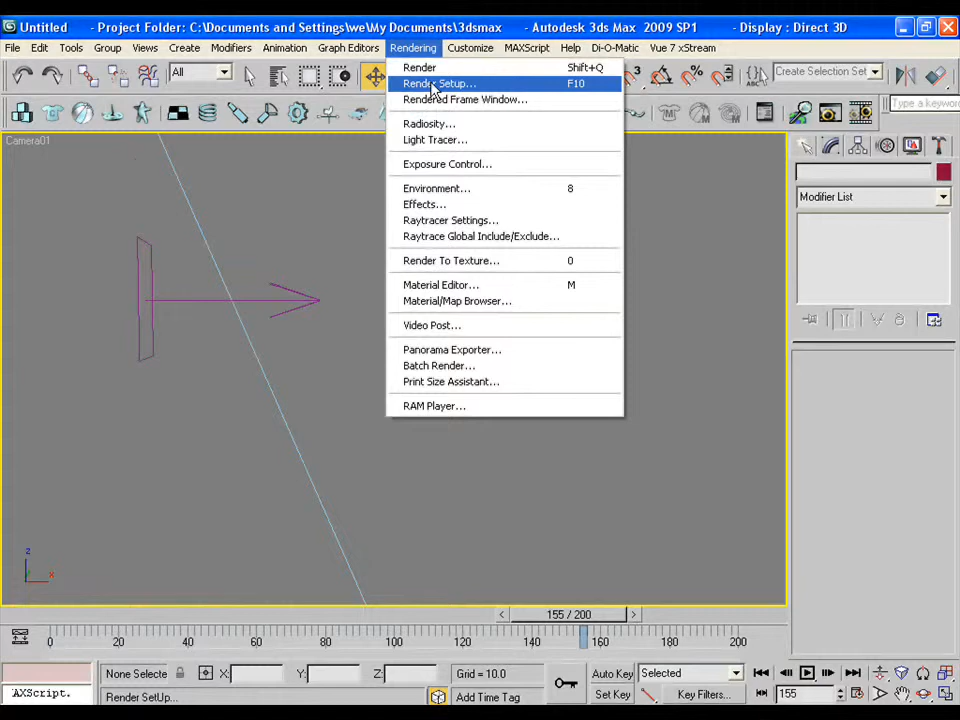 Untitled - Project Folder: C:\Documents and Settings\we\My Documents\3dsmax - Autodesk 3ds Max 2009 SP1 - Display : Direct 3D
File Edit Tools Group Views Create Modifiers Animation Graph Editors Rendering Customize MAXScript Help Di-O-Matic Vue 7 xStream
All
Create Selection Set
Type a keyword
Render Shift+Q
Render Setup... F10
Rendered Frame Window...
Radiosity...
Light Tracer...
Exposure Control...
Environment... 8
Effects...
Raytracer Settings...
Raytrace Global Include/Exclude...
Render To Texture... 0
Material Editor... M
Material/Map Browser...
Video Post...
Panorama Exporter...
Batch Render...
Print Size Assistant...
RAM Player...
Camera01
Modifier List
z
x
< 155 / 200 >
0 20 40 60 80 100 120 140 160 180 200
None Selecte X: Y: Z: Grid = 10.0 Auto Key Selected
AXScript. Render SetUp... Add Time Tag Set Key Key Filters... 155